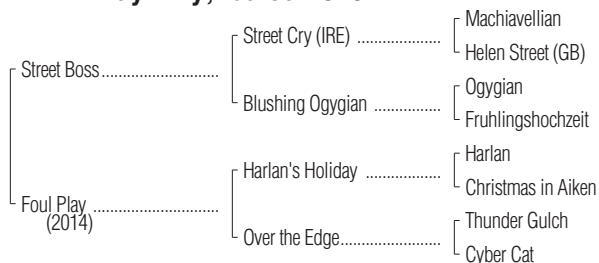 Machiavellian
Street Cry (IRE) ..................
Helen Street (GB)
Street Boss..........................
Ogygian
Blushing Ogygian ................
Fruhlingshochzeit
Harlan
Harlan's Holiday ..................
Christmas in Aiken
Foul Play ............................
(2014)
Thunder Gulch
Over the Edge......................
Cyber Cat